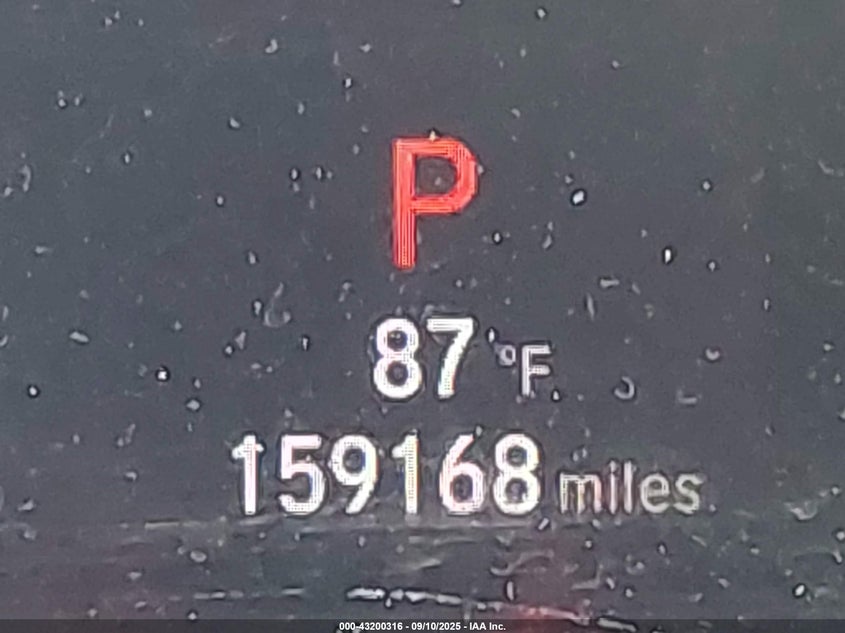 P
87 °F
159168 miles
000-43200316 - 09/10/2025 - IAA Inc.